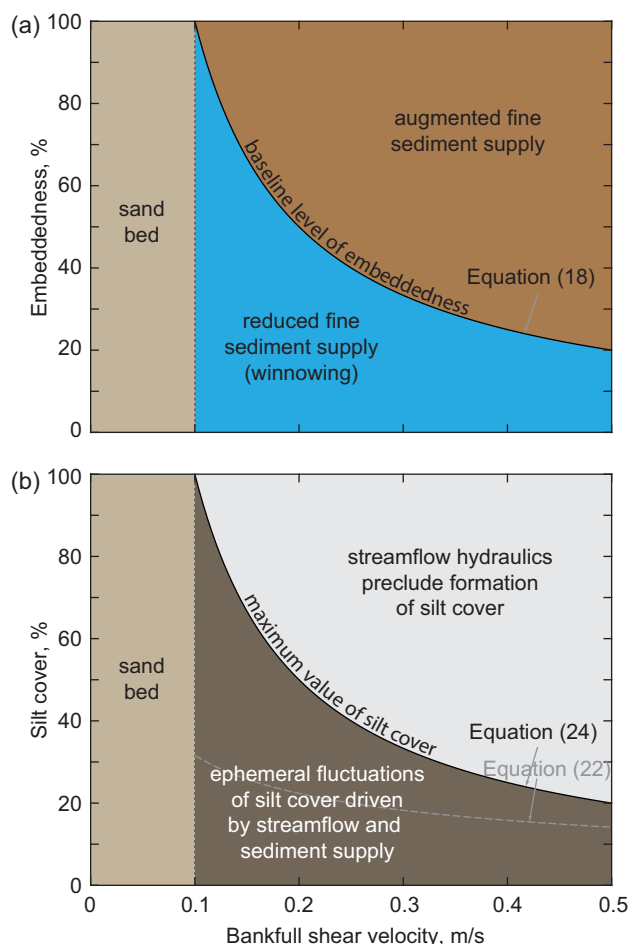 (a)
100
80
60
40
20
0
Embeddedness, %
sand
bed
augmented fine
sediment supply
baseline level of embeddedness
Equation (18)
reduced fine
sediment supply
(winnowing)
(b)
100
80
60
40
20
0
Silt cover, %
sand
bed
streamflow hydraulics
preclude formation
of silt cover
maximum value of silt cover
Equation (24)
Equation (22)
ephemeral fluctuations
of silt cover driven
by streamflow and
sediment supply
0
0.1
0.2
0.3
0.4
0.5
Bankfull shear velocity, m/s